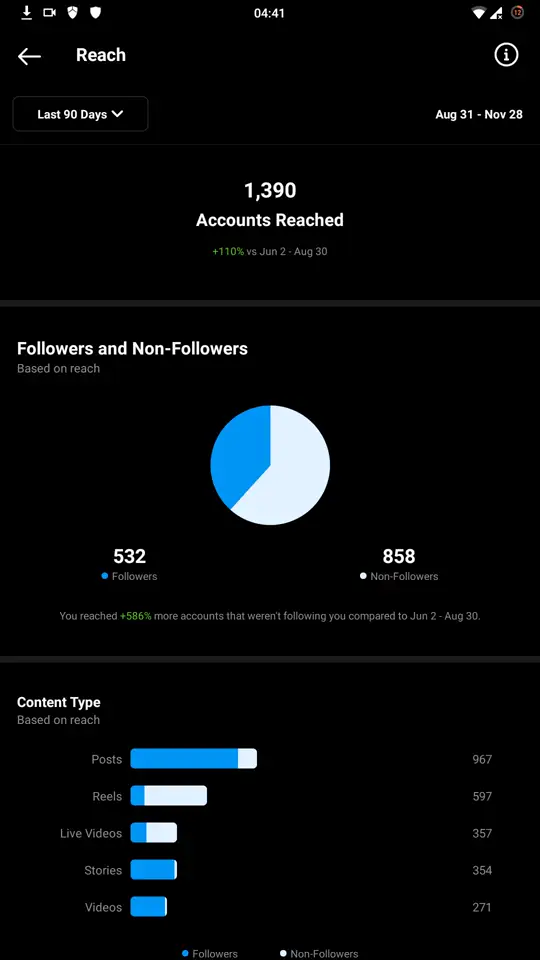 04:41
12
Reach
Last 90 Days
Aug 31 - Nov 28
1,390
Accounts Reached
+110% vs Jun 2 - Aug 30
Followers and Non-Followers
Based on reach
532
858
Followers
Non-Followers
You reached +586% more accounts that weren't following you compared to Jun 2 - Aug 30.
Content Type
Based on reach
Posts 967
Reels 597
Live Videos 357
Stories 354
Videos 271
Followers Non-Followers